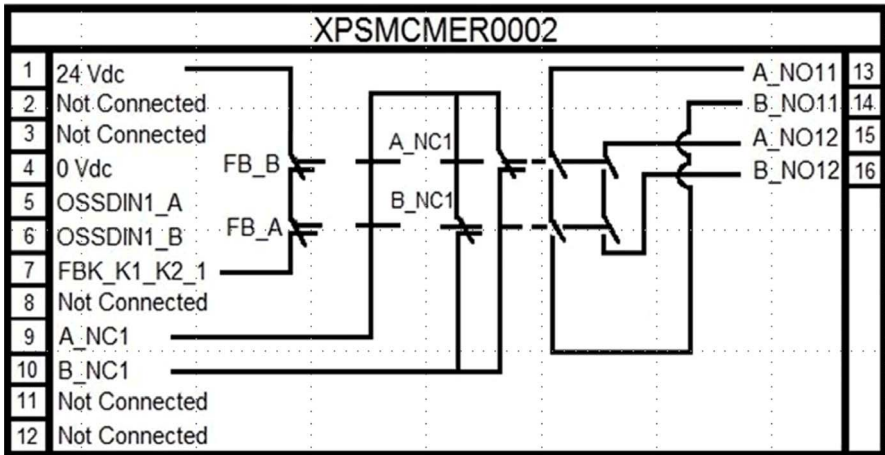 XPSMCMER0002
1 24 Vdc
2 Not Connected
3 Not Connected
4 0 Vdc
5 OSSDIN1_A
6 OSSDIN1_B
7 FBK_K1_K2_1
8 Not Connected
9 A_NC1
10 B_NC1
11 Not Connected
12 Not Connected
FB_B
FB_A
A_NC1
B_NC1
A_NO11 13
B_NO11 14
A_NO12 15
B_NO12 16